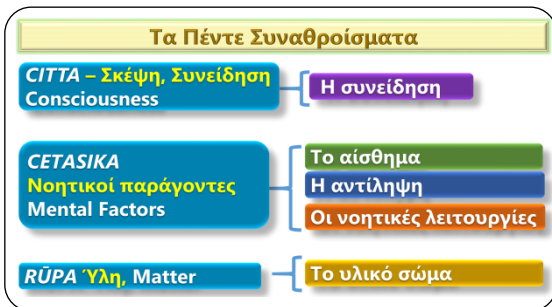 Τα Πέντε Συναθροίσματα
CITTA – Σκέψη, Συνείδηση
Consciousness
Η συνείδηση
CETASIKA
Νοητικοί παράγοντες
Mental Factors
Το αίσθημα
Η αντίληψη
Οι νοητικές λειτουργίες
RŪPA Ύλη, Matter
Το υλικό σώμα